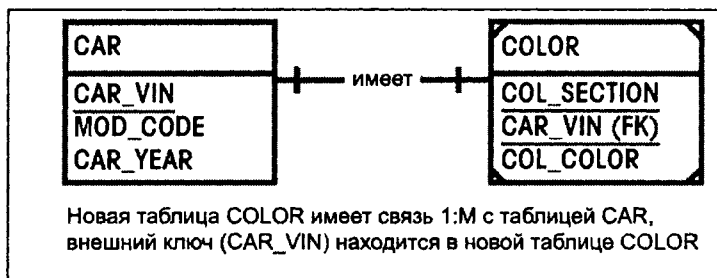 CAR
CAR_VIN
MOD_CODE
CAR_YEAR
имеет
COLOR
COL_SECTION
CAR_VIN (FK)
COL_COLOR
Новая таблица COLOR имеет связь 1:М с таблицей CAR,
внешний ключ (CAR_VIN) находится в новой таблице COLOR